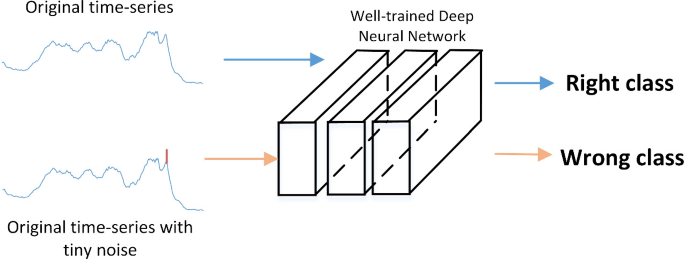 Original time-series
Well-trained Deep
Neural Network
Right class
Wrong class
Original time-series with
tiny noise